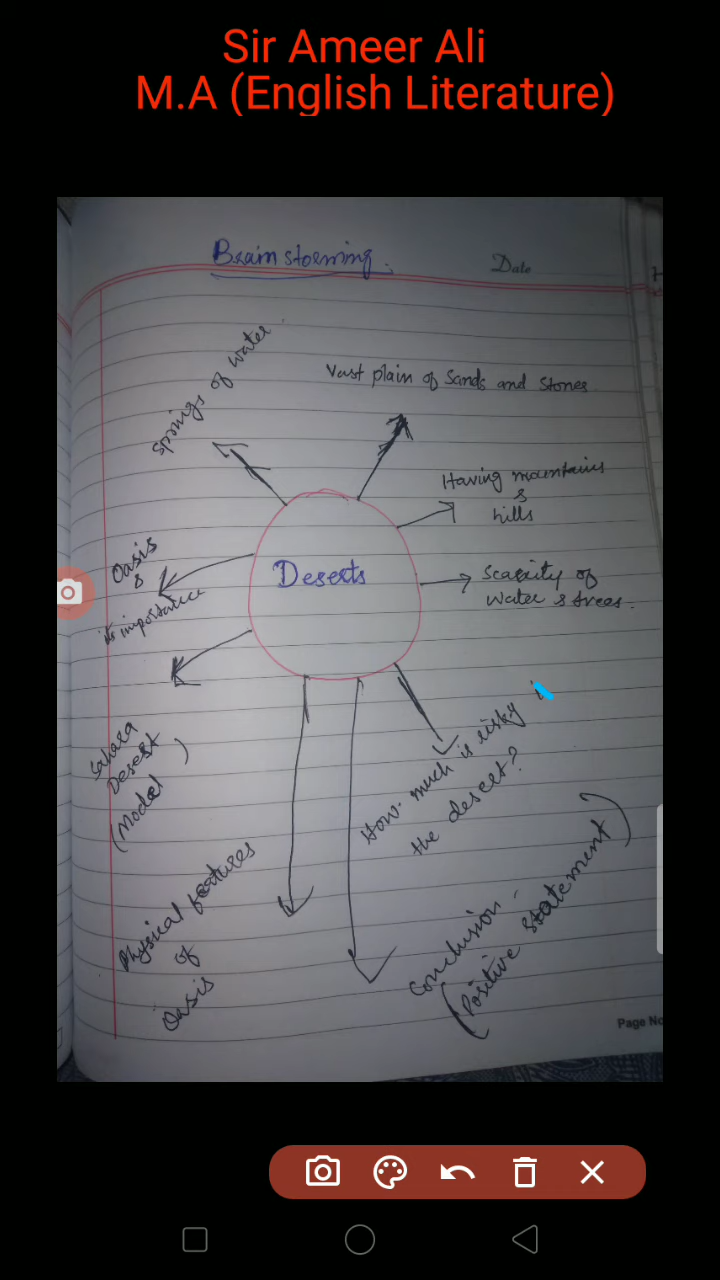 Sir Ameer Ali
M.A (English Literature)
Brain storming.
Date
Springs of water.
Vast plain of Sands and Stones
Having mountains
&
hills
Deserts
Scarcity of
water & trees.
Oasis
&
its importance
Sahara
Desert
(Model)
How much is risky in
the desert?
Physical features
of
Oasis
Conclusion.
(Positive statement)
Page No